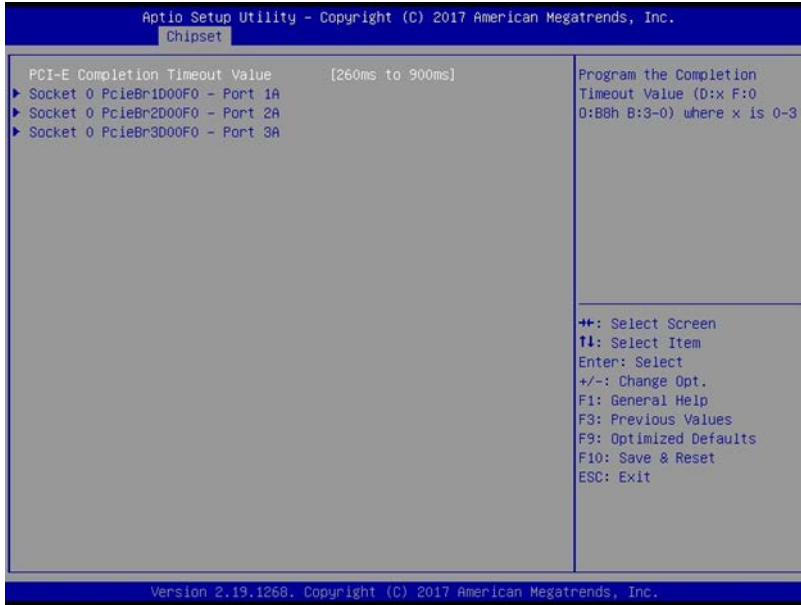 Aptio Setup Utility – Copyright (C) 2017 American Megatrends, Inc.
Chipset
PCI-E Completion Timeout Value [260ms to 900ms]
Socket 0 PcieBr1D00F0 – Port 1A
Socket 0 PcieBr2D00F0 – Port 2A
Socket 0 PcieBr3D00F0 – Port 3A
Program the Completion
Timeout Value (D:x F:0
O:B8h B:3-0) where x is 0-3
→←: Select Screen
↑↓: Select Item
Enter: Select
+/-: Change Opt.
F1: General Help
F3: Previous Values
F9: Optimized Defaults
F10: Save & Reset
ESC: Exit
Version 2.19.1268. Copyright (C) 2017 American Megatrends, Inc.